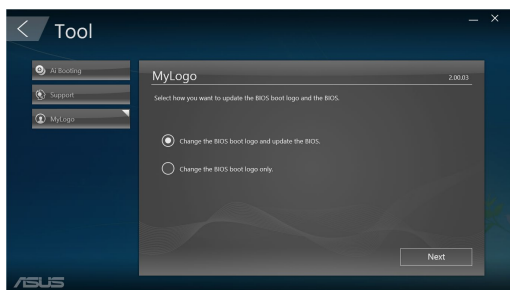 Tool
Ai Booting
Support
MyLogo
MyLogo
2.00.03
Select how you want to update the BIOS boot logo and the BIOS.
Change the BIOS boot logo and update the BIOS.
Change the BIOS boot logo only.
Next
ASUS